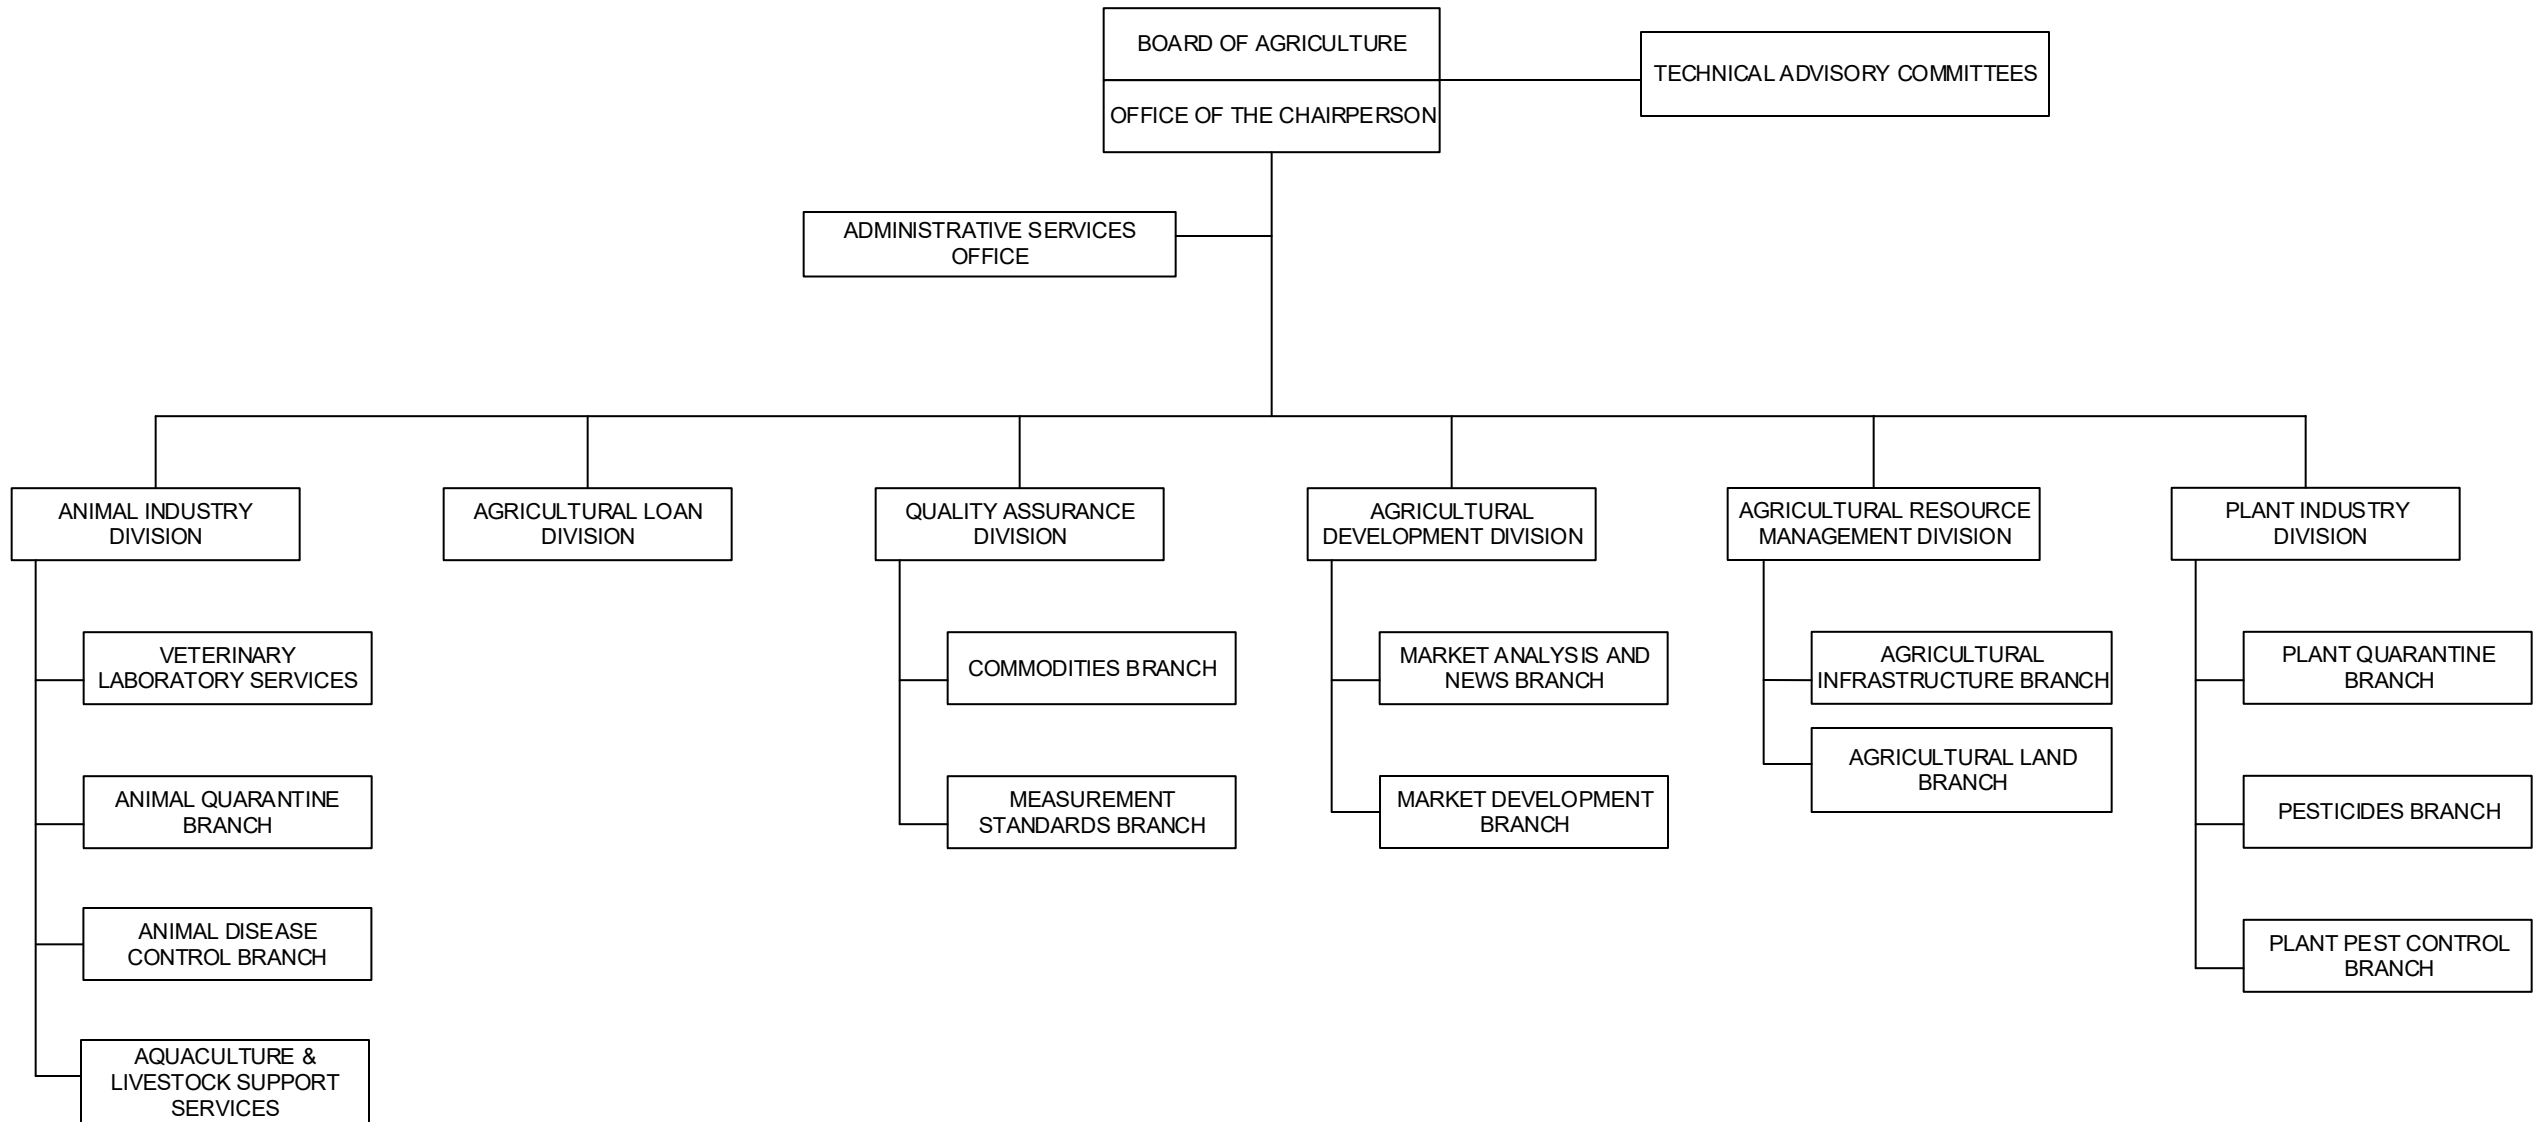 BOARD OF AGRICULTURE
OFFICE OF THE CHAIRPERSON
TECHNICAL ADVISORY COMMITTEES
ADMINISTRATIVE SERVICES
OFFICE
ANIMAL INDUSTRY
DIVISION
AGRICULTURAL LOAN
DIVISION
QUALITY ASSURANCE
DIVISION
AGRICULTURAL
DEVELOPMENT DIVISION
AGRICULTURAL RESOURCE
MANAGEMENT DIVISION
PLANT INDUSTRY
DIVISION
VETERINARY
LABORATORY SERVICES
ANIMAL QUARANTINE
BRANCH
ANIMAL DISEASE
CONTROL BRANCH
AQUACULTURE &
LIVESTOCK SUPPORT
SERVICES
COMMODITIES BRANCH
MEASUREMENT
STANDARDS BRANCH
MARKET ANALYSIS AND
NEWS BRANCH
MARKET DEVELOPMENT
BRANCH
AGRICULTURAL
INFRASTRUCTURE BRANCH
AGRICULTURAL LAND
BRANCH
PLANT QUARANTINE
BRANCH
PESTICIDES BRANCH
PLANT PEST CONTROL
BRANCH